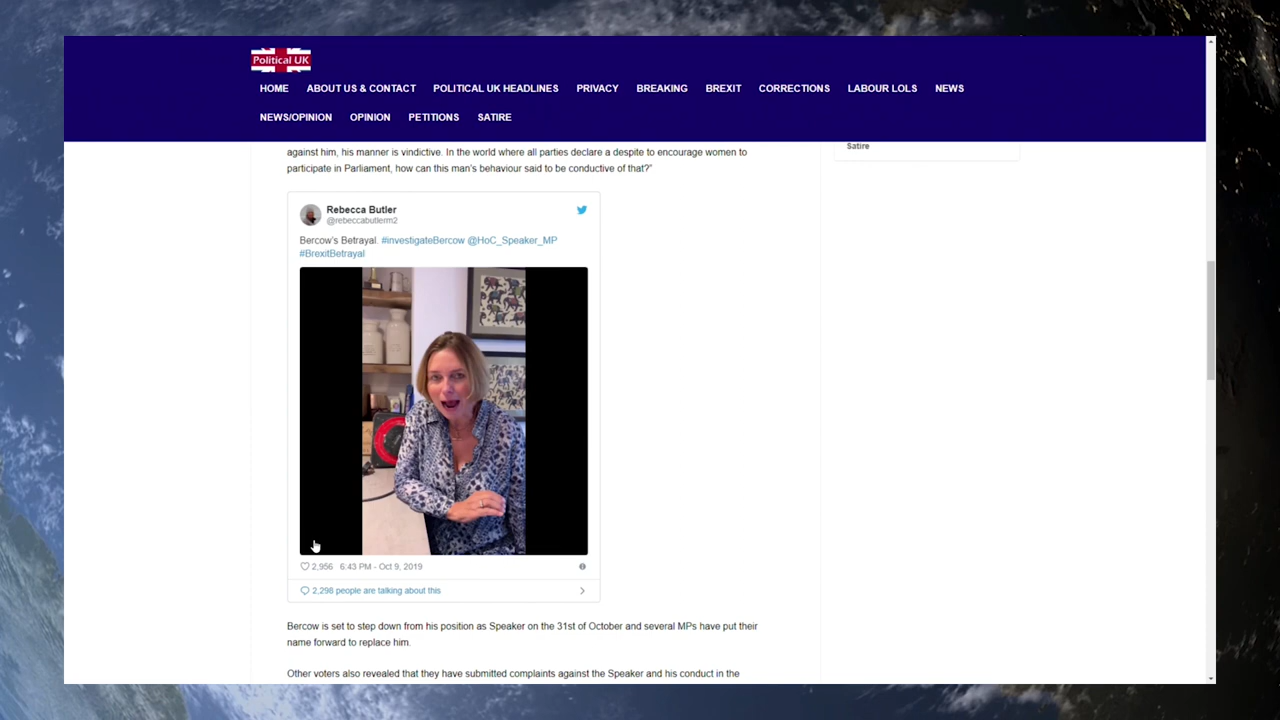 Political UK
HOME ABOUT US & CONTACT POLITICAL UK HEADLINES PRIVACY BREAKING BREXIT CORRECTIONS LABOUR LOLS NEWS
NEWS/OPINION OPINION PETITIONS SATIRE
Satire
against him, his manner is vindictive. In the world where all parties declare a despite to encourage women to
participate in Parliament, how can this man's behaviour said to be conductive of that?"
Rebecca Butler
@rebeccabutlerm2
Bercow's Betrayal. #investigateBercow @HoC_Speaker_MP
#BrexitBetrayal
2,956 6:43 PM - Oct 9, 2019
2,298 people are talking about this
Bercow is set to step down from his position as Speaker on the 31st of October and several MPs have put their
name forward to replace him.
Other voters also revealed that they have submitted complaints against the Speaker and his conduct in the